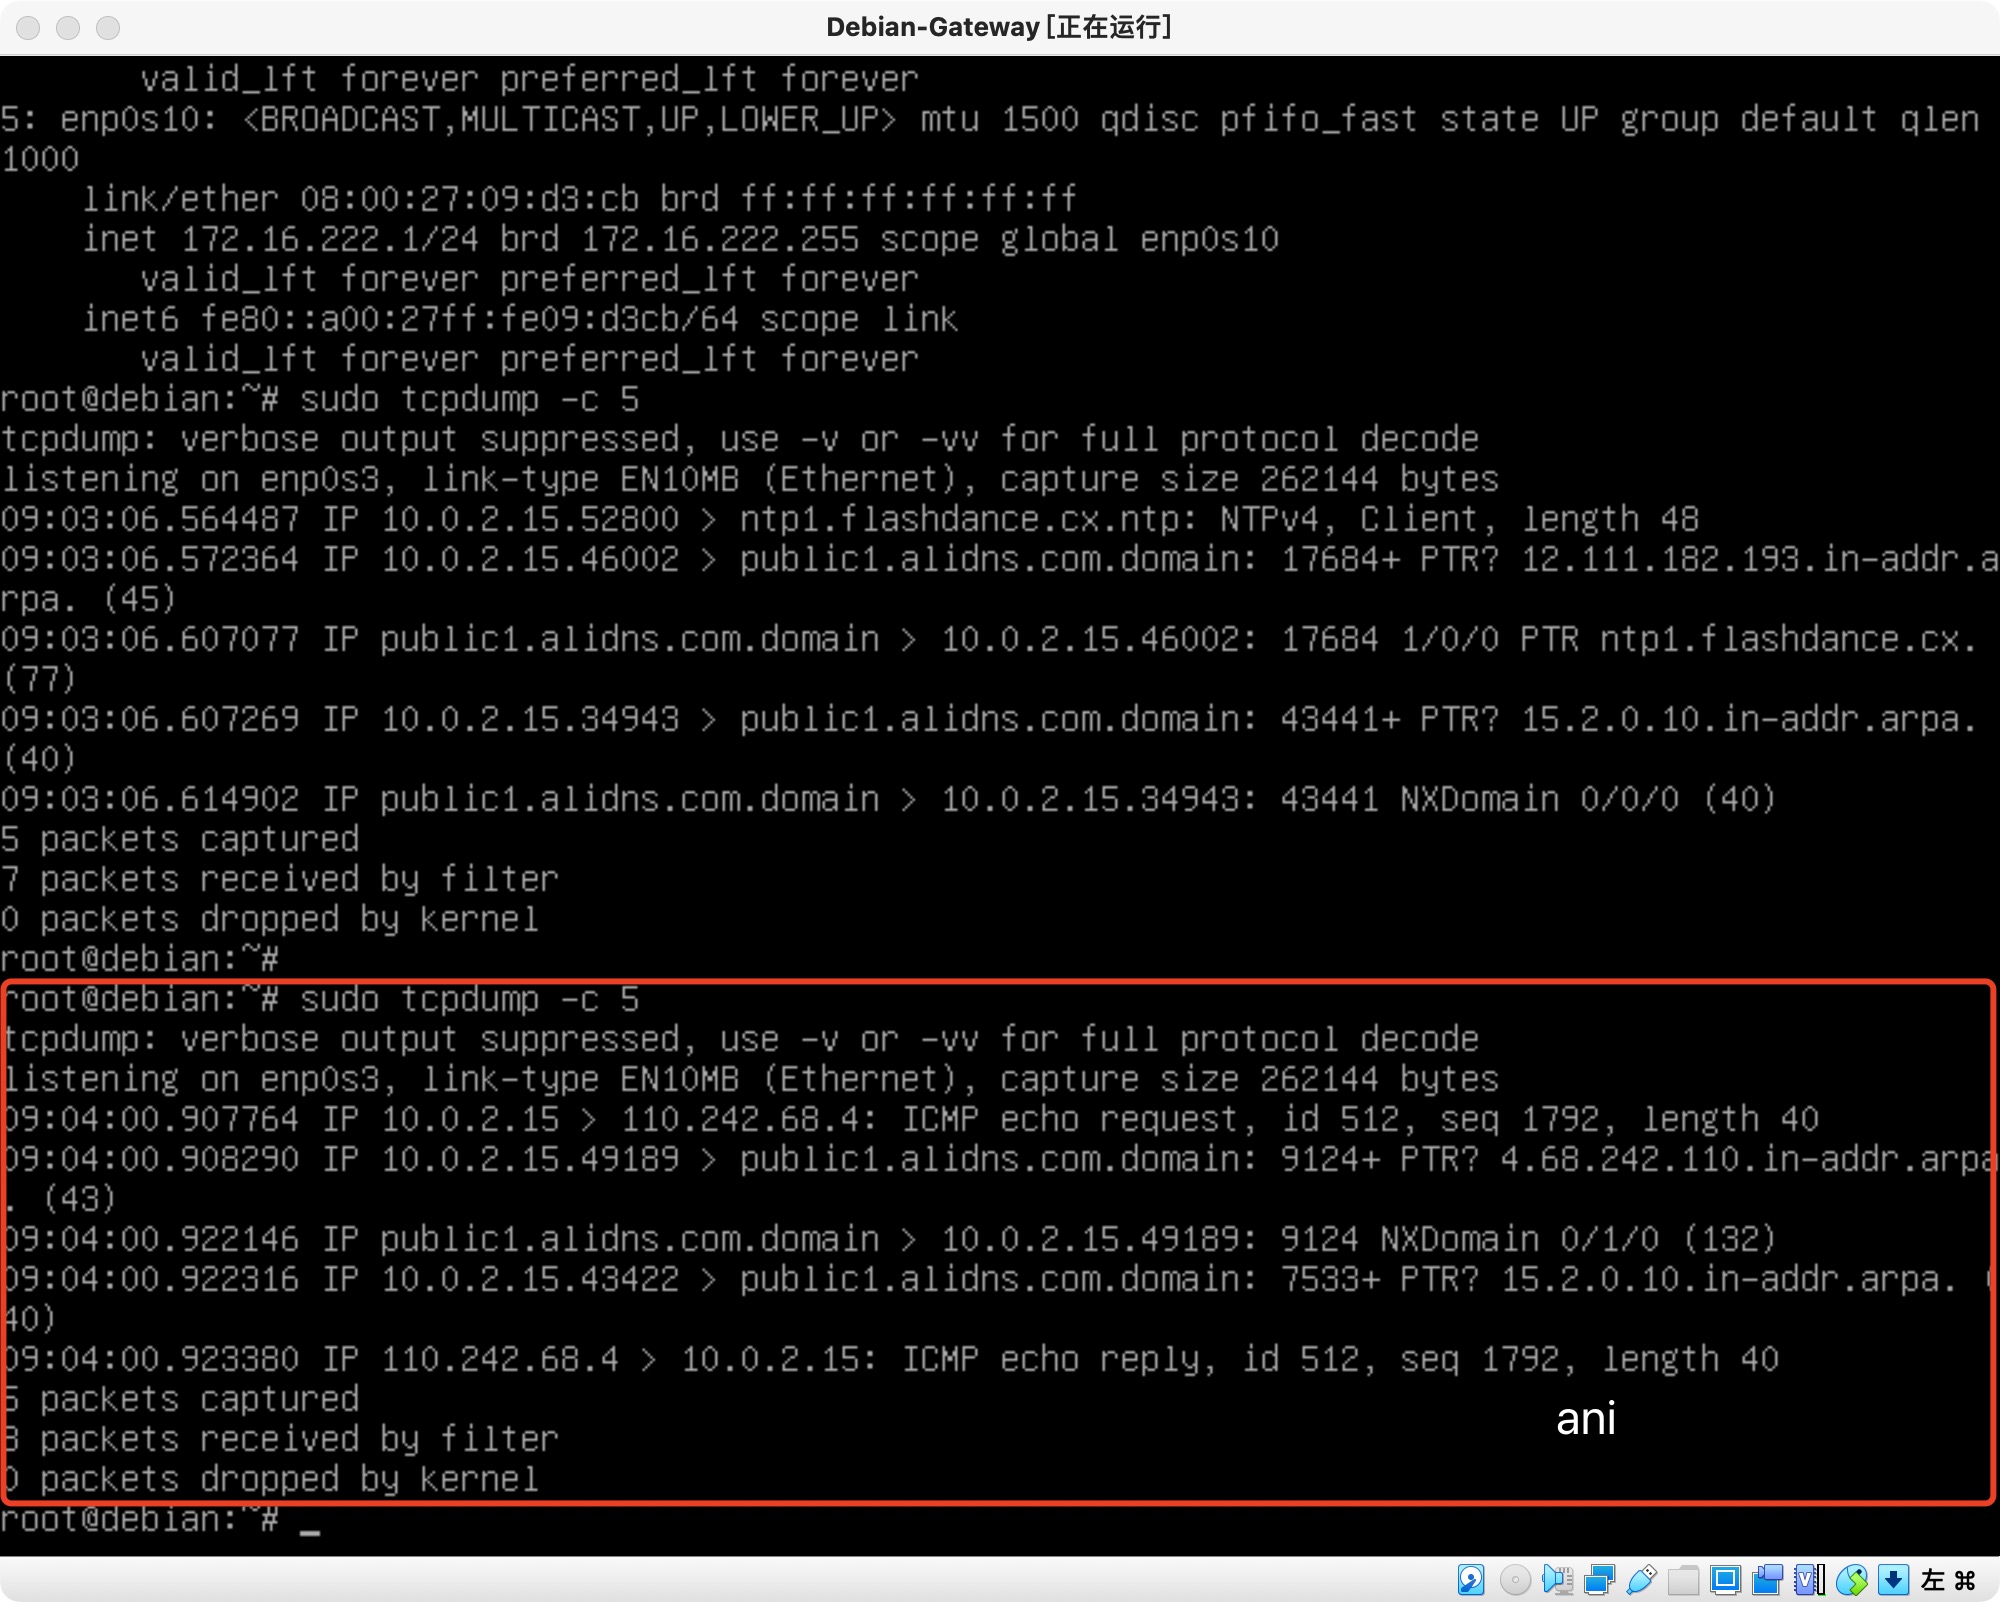 Debian-Gateway [正在运行]
valid_lft forever preferred_lft forever
5: enp0s10: <BROADCAST,MULTICAST,UP,LOWER_UP> mtu 1500 qdisc pfifo_fast state UP group default qlen
1000
link/ether 08:00:27:09:d3:cb brd ff:ff:ff:ff:ff:ff
inet 172.16.222.1/24 brd 172.16.222.255 scope global enp0s10
valid_lft forever preferred_lft forever
inet6 fe80::a00:27ff:fe09:d3cb/64 scope link
valid_lft forever preferred_lft forever
root@debian:~# sudo tcpdump -c 5
tcpdump: verbose output suppressed, use -v or -vv for full protocol decode
listening on enp0s3, link-type EN10MB (Ethernet), capture size 262144 bytes
09:03:06.564487 IP 10.0.2.15.52800 > ntp1.flashdance.cx.ntp: NTPv4, Client, length 48
09:03:06.572364 IP 10.0.2.15.46002 > public1.alidns.com.domain: 17684+ PTR? 12.111.182.193.in-addr.a
rpa. (45)
09:03:06.607077 IP public1.alidns.com.domain > 10.0.2.15.46002: 17684 1/0/0 PTR ntp1.flashdance.cx.
(77)
09:03:06.607269 IP 10.0.2.15.34943 > public1.alidns.com.domain: 43441+ PTR? 15.2.0.10.in-addr.arpa.
(40)
09:03:06.614902 IP public1.alidns.com.domain > 10.0.2.15.34943: 43441 NXDomain 0/0/0 (40)
5 packets captured
7 packets received by filter
0 packets dropped by kernel
root@debian:~#
root@debian:~# sudo tcpdump -c 5
tcpdump: verbose output suppressed, use -v or -vv for full protocol decode
listening on enp0s3, link-type EN10MB (Ethernet), capture size 262144 bytes
09:04:00.907764 IP 10.0.2.15 > 110.242.68.4: ICMP echo request, id 512, seq 1792, length 40
09:04:00.908290 IP 10.0.2.15.49189 > public1.alidns.com.domain: 9124+ PTR? 4.68.242.110.in-addr.arpa
. (43)
09:04:00.922146 IP public1.alidns.com.domain > 10.0.2.15.49189: 9124 NXDomain 0/1/0 (132)
09:04:00.922316 IP 10.0.2.15.43422 > public1.alidns.com.domain: 7533+ PTR? 15.2.0.10.in-addr.arpa. (
40)
09:04:00.923380 IP 110.242.68.4 > 10.0.2.15: ICMP echo reply, id 512, seq 1792, length 40
5 packets captured
ani
8 packets received by filter
0 packets dropped by kernel
root@debian:~# _
左 ⌘